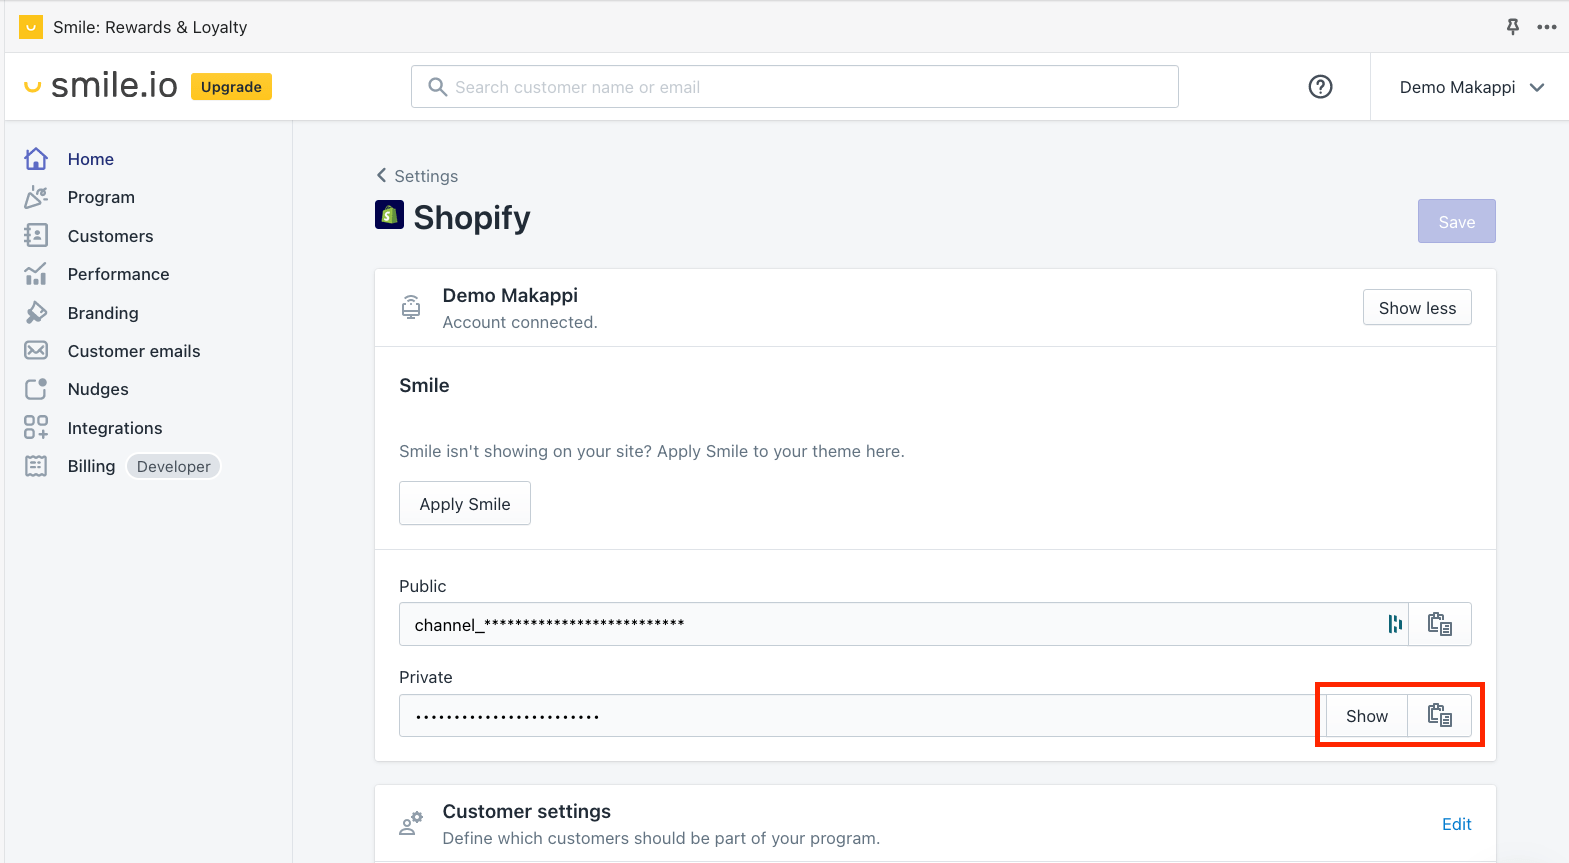 Smile: Rewards & Loyalty
smile.io
Upgrade
Search customer name or email
Demo Makappi
Home
Program
Customers
Performance
Branding
Customer emails
Nudges
Integrations
Billing Developer
Settings
Shopify
Save
Demo Makappi
Account connected.
Show less
Smile
Smile isn't showing on your site? Apply Smile to your theme here.
Apply Smile
Public
channel_**************************
Private
••••••••••••••••••••••••
Show
Customer settings
Define which customers should be part of your program.
Edit